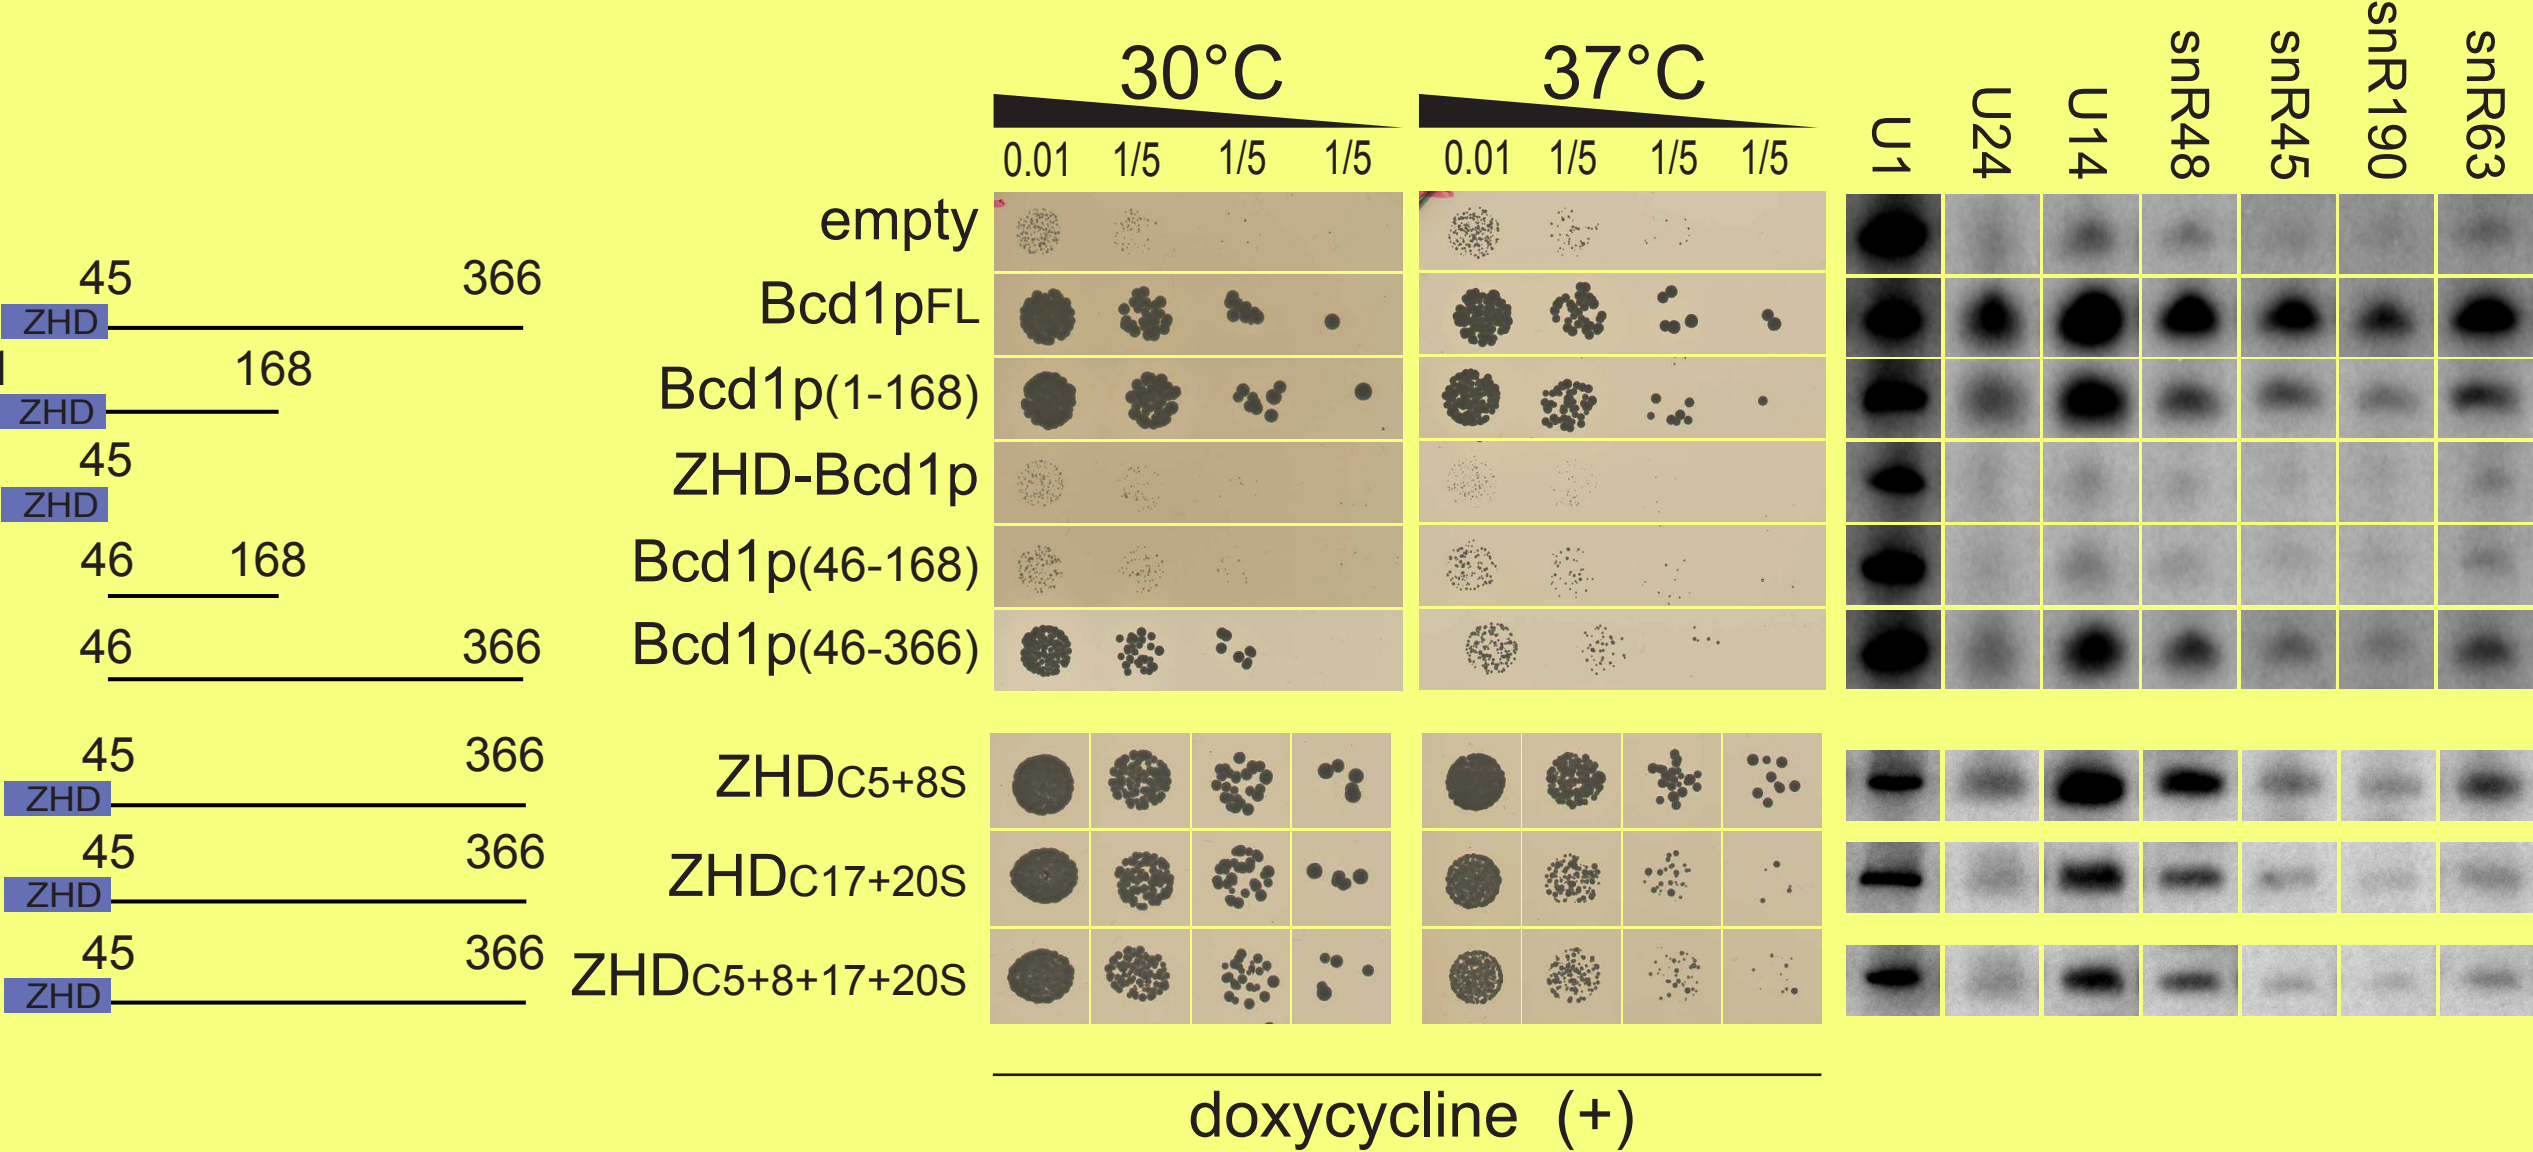 30°C 37°C
0.01 1/5 1/5 1/5 0.01 1/5 1/5 1/5
U1 U24 U14 snR48 snR45 snR190 snR63
empty
45 366
ZHD
Bcd1pFL
1 168
ZHD
Bcd1p(1-168)
45
ZHD
ZHD-Bcd1p
46 168
Bcd1p(46-168)
46 366
Bcd1p(46-366)
45 366
ZHD
ZHDC5+8S
45 366
ZHD
ZHDC17+20S
45 366
ZHD
ZHDC5+8+17+20S
doxycycline (+)